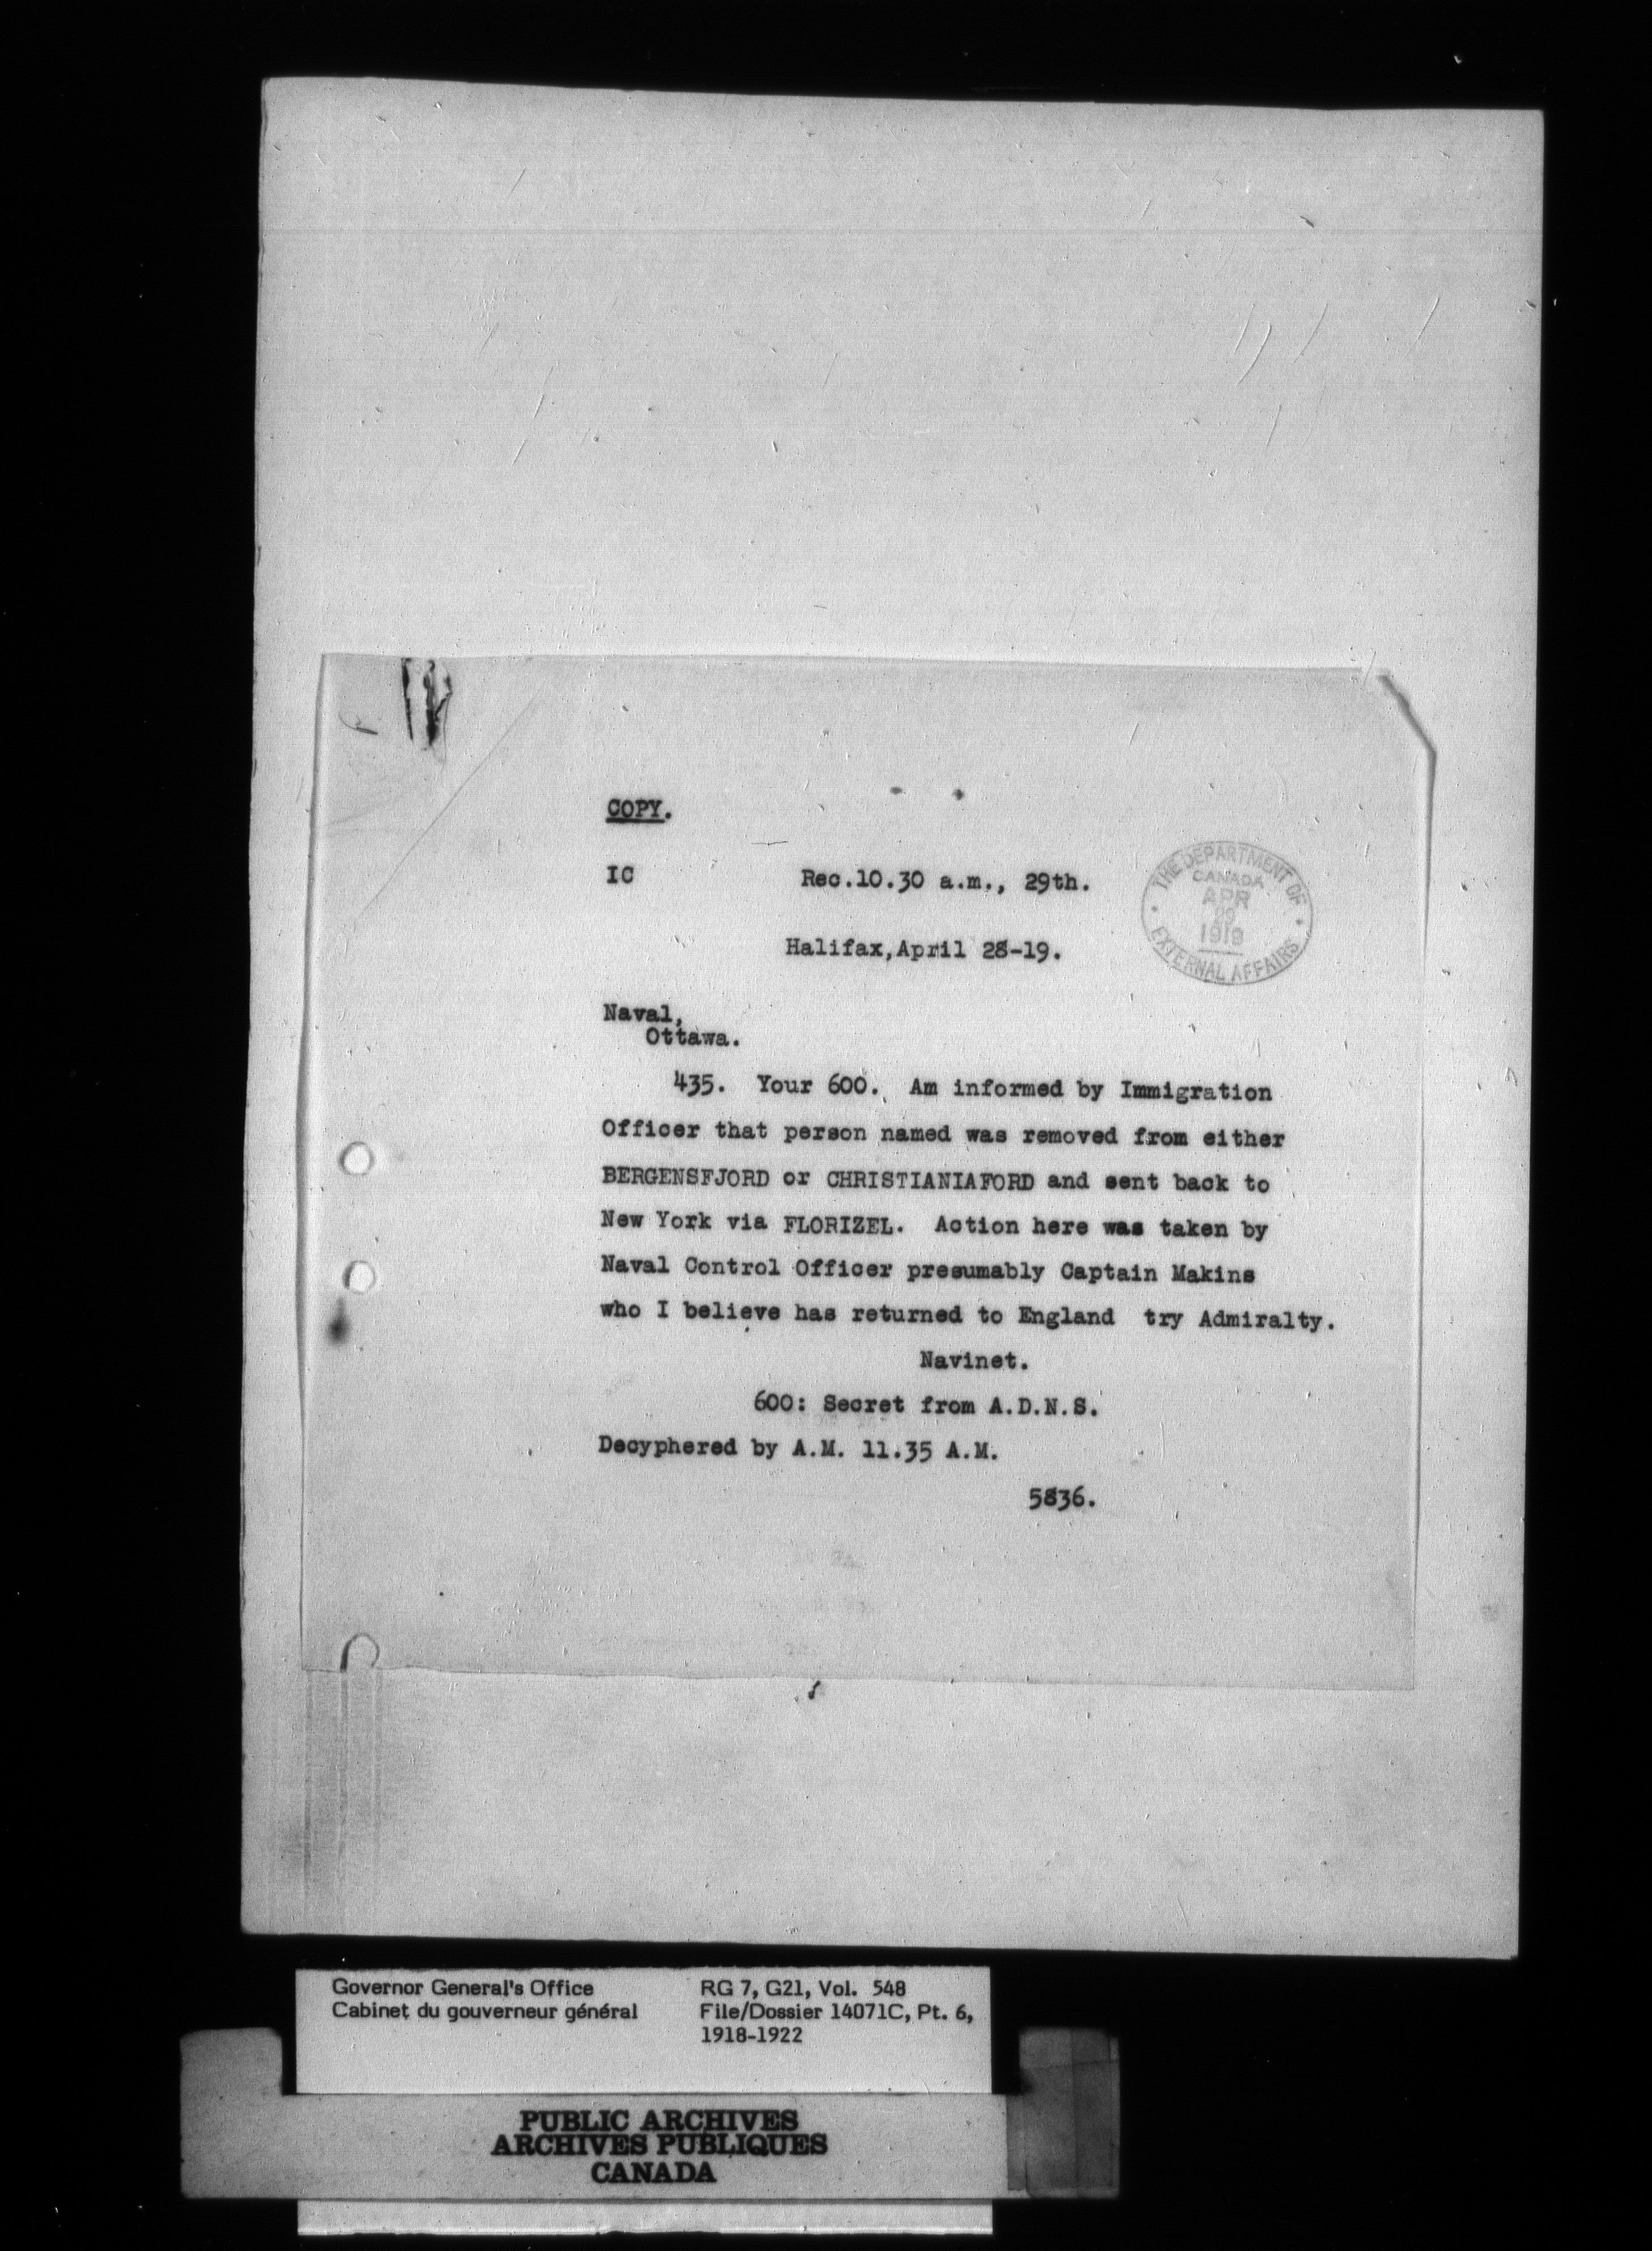 COPY.
IC Rec.10.30 a.m., 29th.
THE DEPARTMENT OF
CANADA
APR
29
1919
EXTERNAL AFFAIRS
Halifax,April 28-19.
Naval,
Ottawa.
435. Your 600. Am informed by Immigration
Officer that person named was removed from either
BERGENSFJORD or CHRISTIANIAFORD and sent back to
New York via FLORIZEL. Action here was taken by
Naval Control Officer presumably Captain Makins
who I believe has returned to England try Admiralty.
Navinet.
600: Secret from A.D.N.S.
Decyphered by A.M. 11.35 A.M.
5836.
Governor General's Office RG 7, G21, Vol. 548
Cabinet du gouverneur général File/Dossier 14071C, Pt. 6,
1918-1922
PUBLIC ARCHIVES
ARCHIVES PUBLIQUES
CANADA